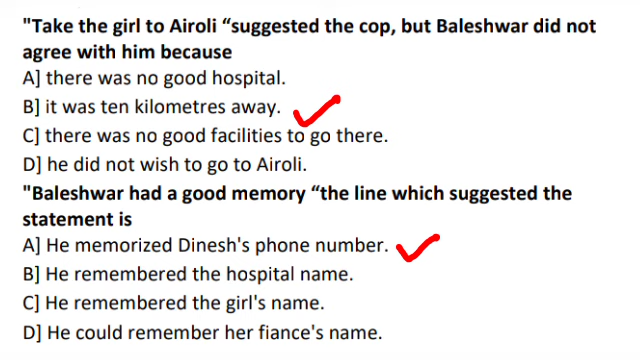 "Take the girl to Airoli “suggested the cop, but Baleshwar did not
agree with him because
A] there was no good hospital.
B] it was ten kilometres away.
C] there was no good facilities to go there.
D] he did not wish to go to Airoli.
"Baleshwar had a good memory “the line which suggested the
statement is
A] He memorized Dinesh's phone number.
B] He remembered the hospital name.
C] He remembered the girl's name.
D] He could remember her fiance's name.